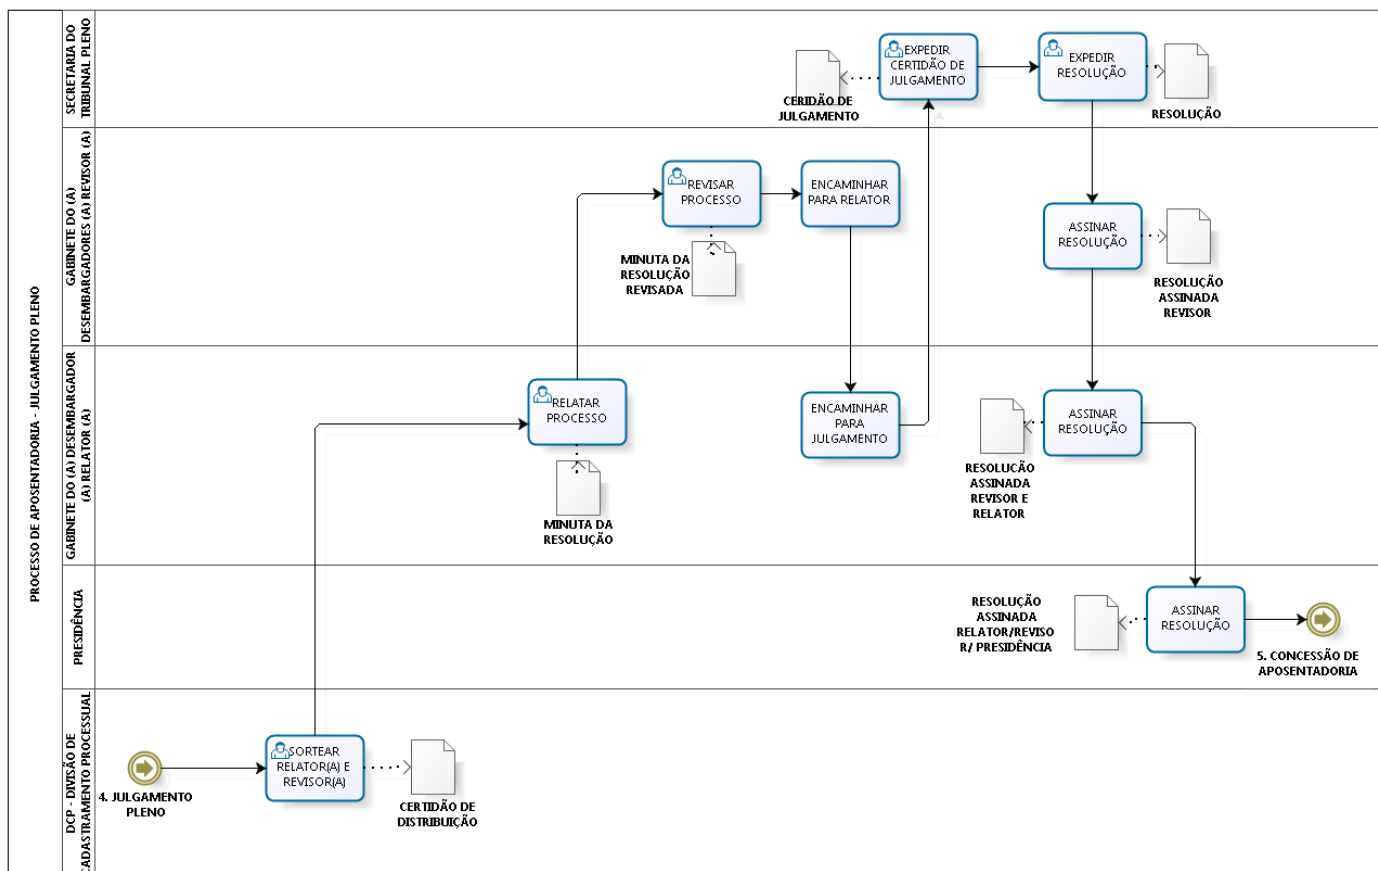 PROCESSO DE APOSENTADORIA - JULGAMENTO PLENO
SECRETARIA DO
TRIBUNAL PLENO
EXPEDIR
CERTIDÃO DE
JULGAMENTO
CERIDÃO DE
JULGAMENTO
EXPEDIR
RESOLUÇÃO
RESOLUÇÃO
GABINETE DO (A)
DESEMBARGADORES (A) REVISOR (A)
REVISAR
PROCESSO
MINUTA DA
RESOLUÇÃO
REVISADA
ENCAMINHAR
PARA RELATOR
ASSINAR
RESOLUÇÃO
RESOLUÇÃO
ASSINADA
REVISOR
GABINETE DO (A) DESEMBARGADOR
(A) RELATOR (A)
RELATAR
PROCESSO
MINUTA DA
RESOLUÇÃO
ENCAMINHAR
PARA
JULGAMENTO
ASSINAR
RESOLUÇÃO
RESOLUCÃO
ASSINADA
REVISOR E
RELATOR
PRESIDÊNCIA
RESOLUÇÃO
ASSINADA
RELATOR/REVISO
R/ PRESIDÊNCIA
ASSINAR
RESOLUÇÃO
5. CONCESSÃO DE
APOSENTADORIA
DCP - DIVISÃO DE
CADASTRAMENTO PROCESSUAL
4. JULGAMENTO
PLENO
SORTEAR
RELATOR(A) E
REVISOR(A)
CERTIDÃO DE
DISTRIBUIÇÃO